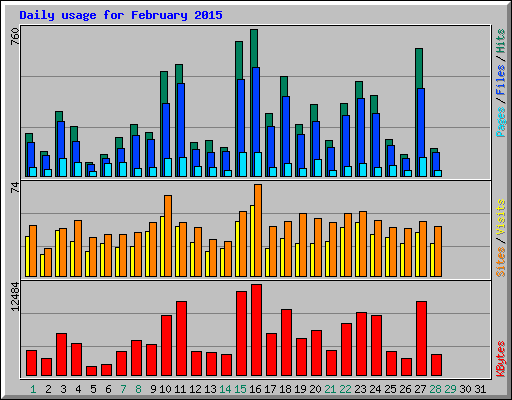 Daily usage for February 2015
760
Pages / Files / Hits
74
Sites / Visits
12484
KBytes
1 2 3 4 5 6 7 8 9 10 11 12 13 14 15 16 17 18 19 20 21 22 23 24 25 26 27 28 29 30 31